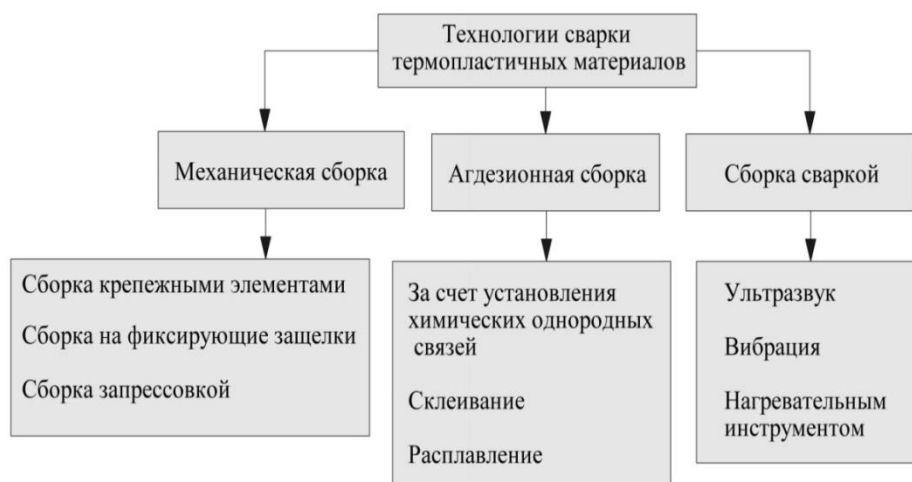 Технологии сварки
термопластичных материалов
Механическая сборка
Агдезионная сборка
Сборка сваркой
Сборка крепежными элементами
Сборка на фиксирующие защелки
Сборка запрессовкой
За счет установления
химических однородных
связей
Склеивание
Расплавление
Ультразвук
Вибрация
Нагревательным
инструментом